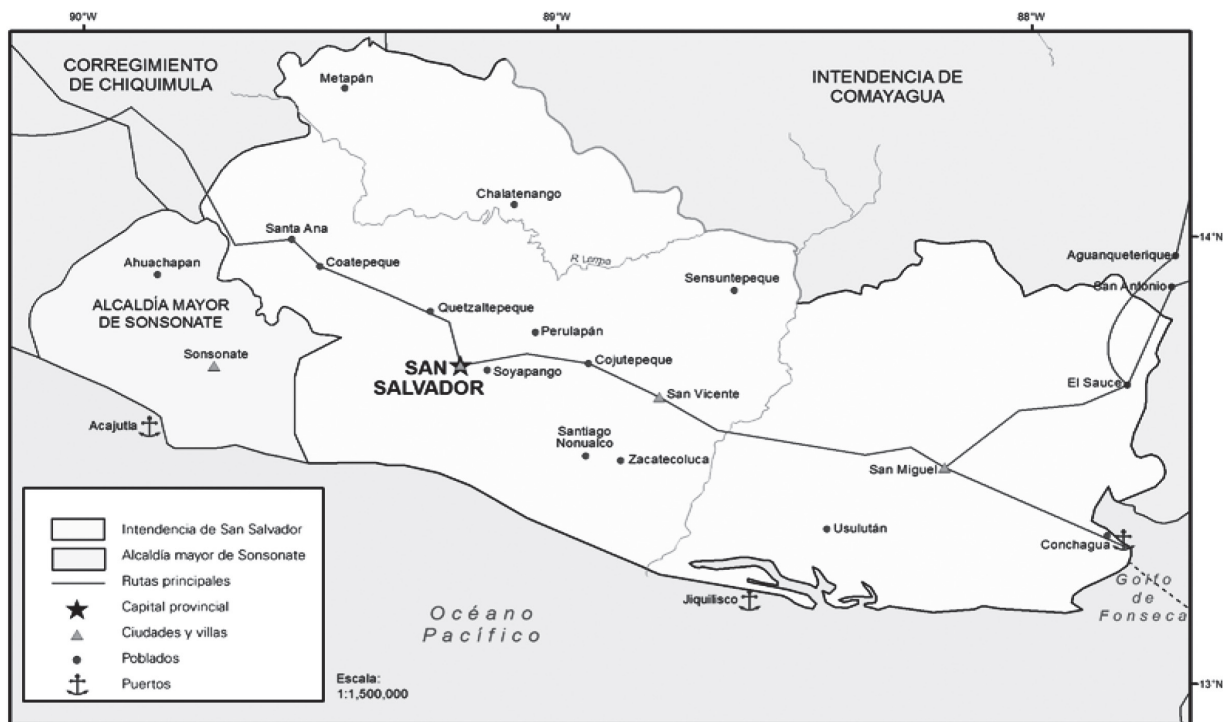 90°W
89°W
88°W
CORREGIMIENTO
DE CHIQUIMULA
INTENDENCIA DE
COMAYAGUA
Metapán
Chalatenango
Santa Ana
Coatepeque
R. Lempa
14°N
Aguanqueterique
San Antonio
Ahuachapan
Sensuntepeque
ALCALDÍA MAYOR
DE SONSONATE
Quetzaltepeque
Perulapán
Sonsonate
SAN
SALVADOR
Soyapango
Cojutepeque
El Sauce
San Vicente
Acajutla
Santiago
Nonualco
Zacatecoluca
San Miguel
Usulután
Conchagua
Jiquilisco
Golfo
de
Fonseca
Océano
Pacífico
Intendencia de San Salvador
Alcaldía mayor de Sonsonate
Rutas principales
Capital provincial
Ciudades y villas
Poblados
Puertos
Escala:
1:1,500,000
13°N